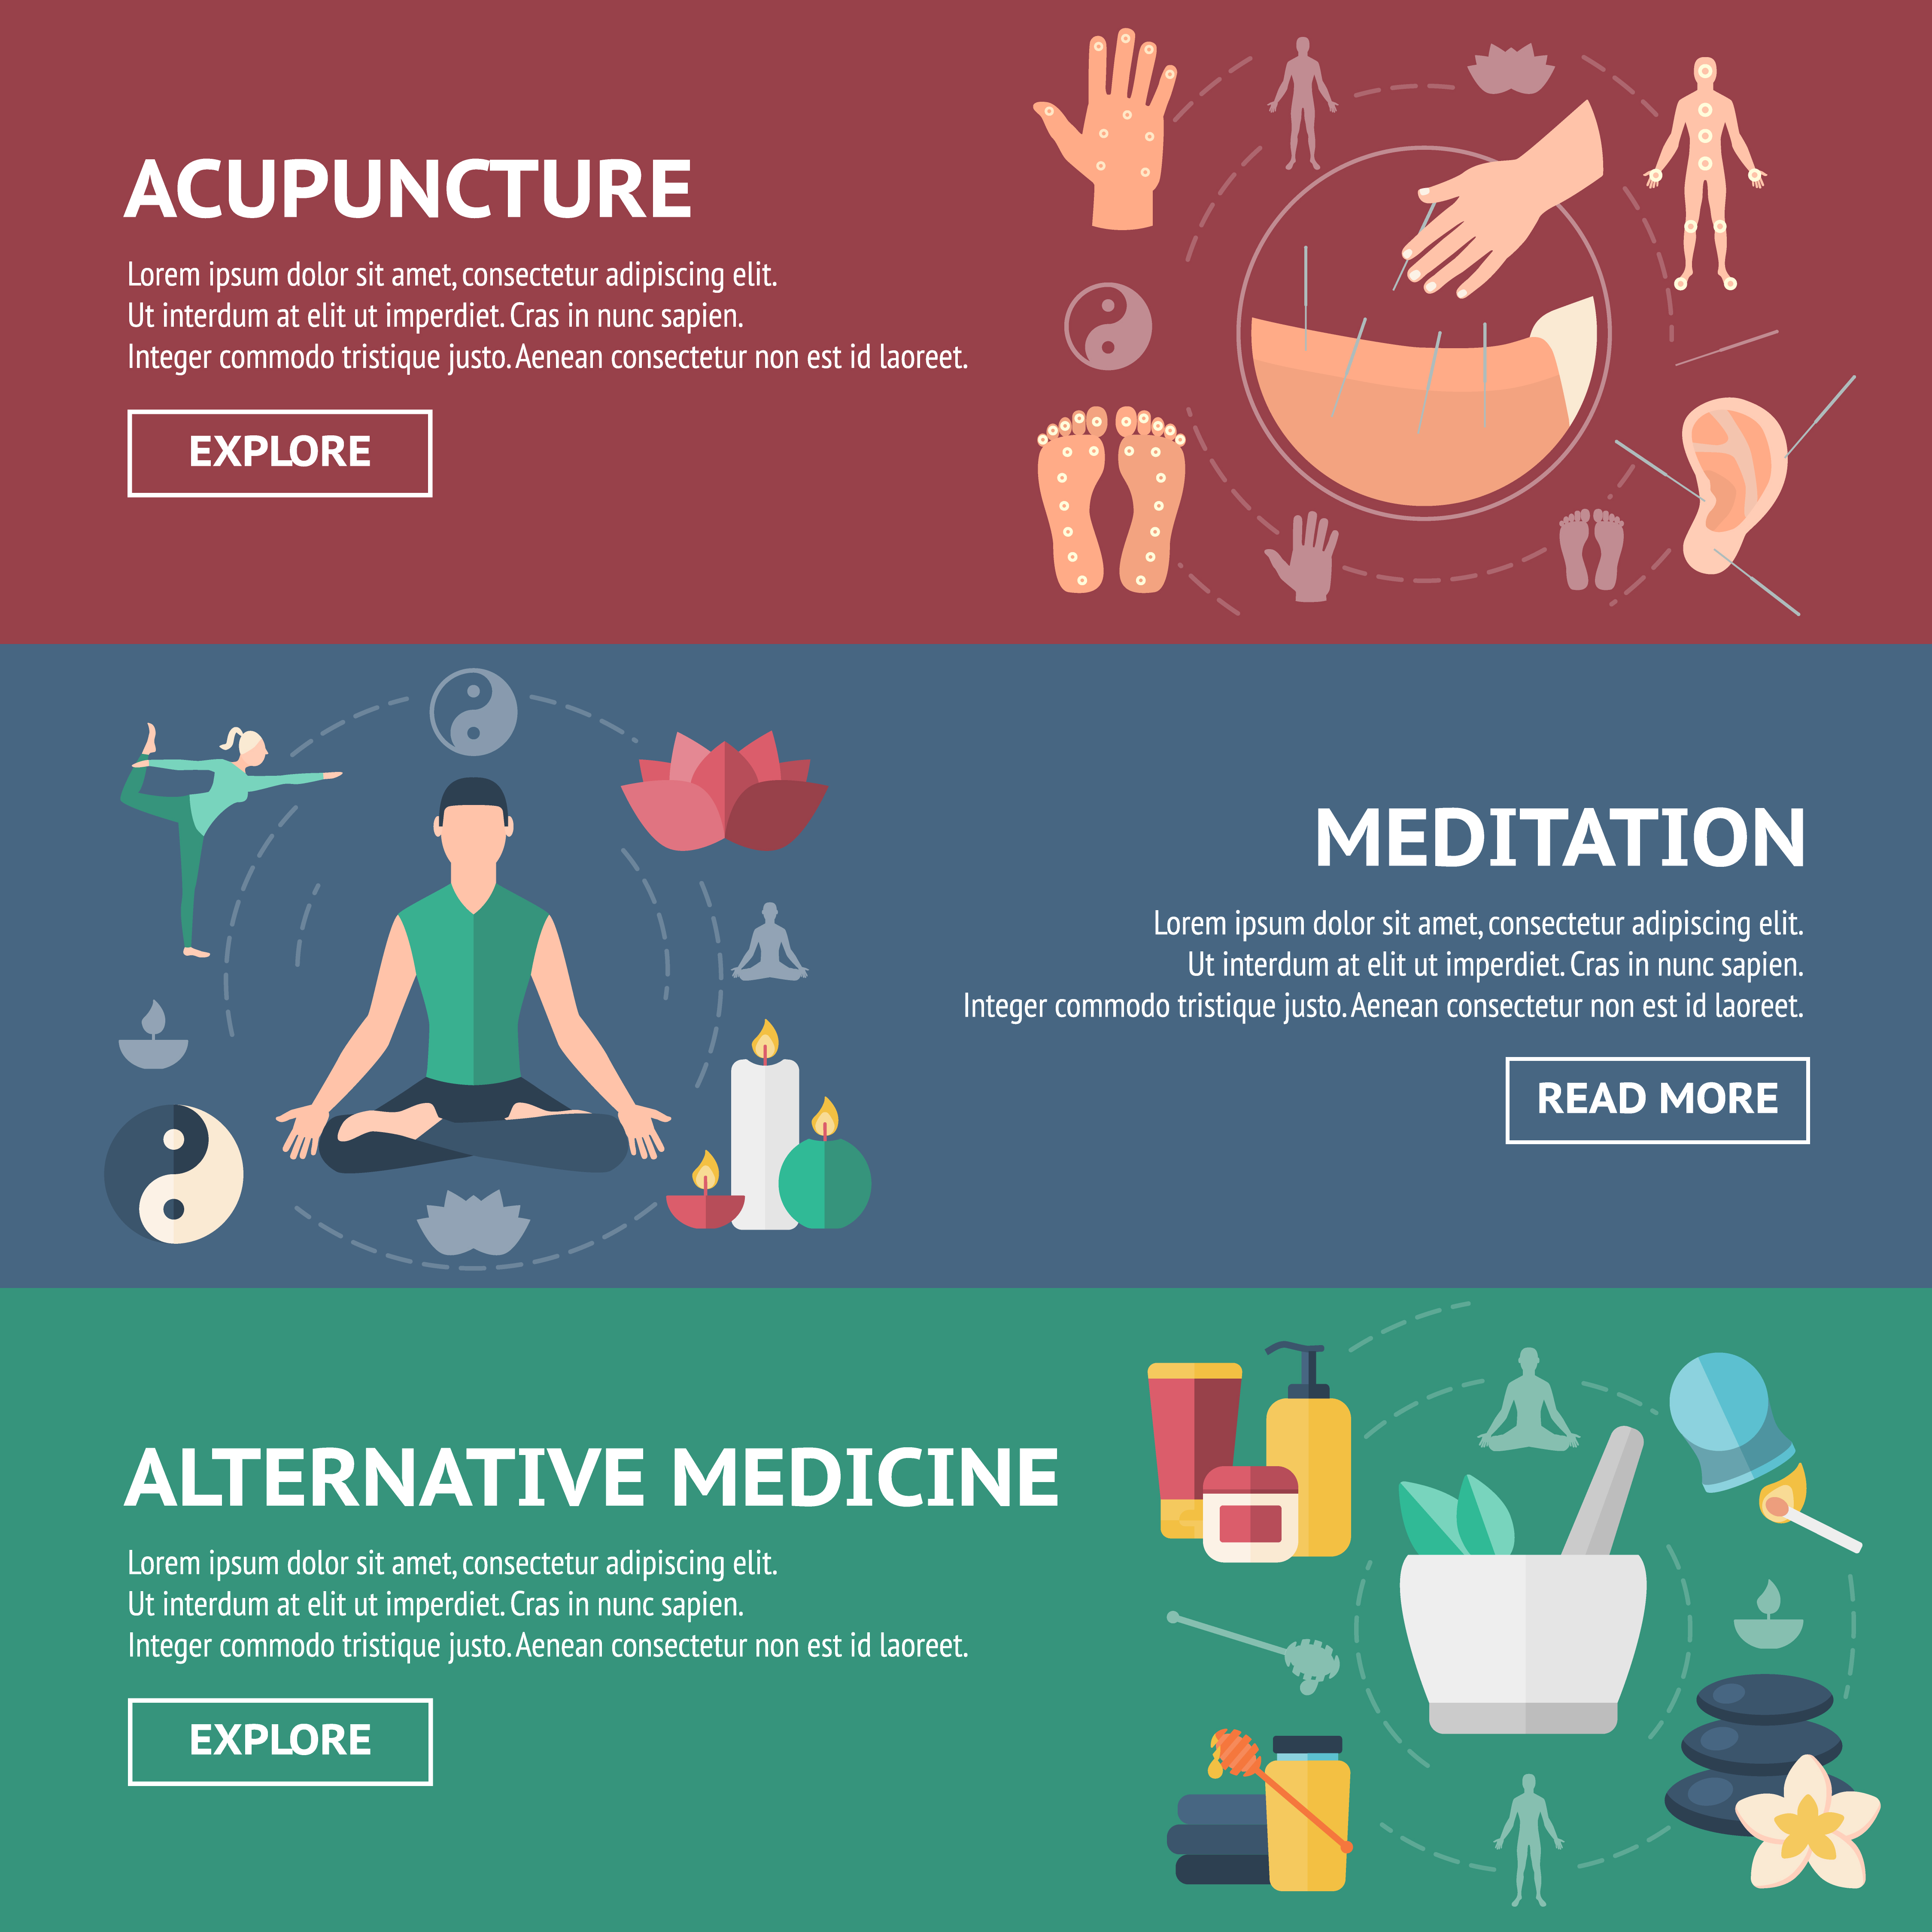 ACUPUNCTURE
Lorem ipsum dolor sit amet, consectetur adipiscing elit.
Ut interdum at elit ut imperdiet. Cras in nunc sapien.
Integer commodo tristique justo. Aenean consectetur non est id laoreet.
EXPLORE
MEDITATION
Lorem ipsum dolor sit amet, consectetur adipiscing elit.
Ut interdum at elit ut imperdiet. Cras in nunc sapien.
Integer commodo tristique justo. Aenean consectetur non est id laoreet.
READ MORE
ALTERNATIVE MEDICINE
Lorem ipsum dolor sit amet, consectetur adipiscing elit.
Ut interdum at elit ut imperdiet. Cras in nunc sapien.
Integer commodo tristique justo. Aenean consectetur non est id laoreet.
EXPLORE